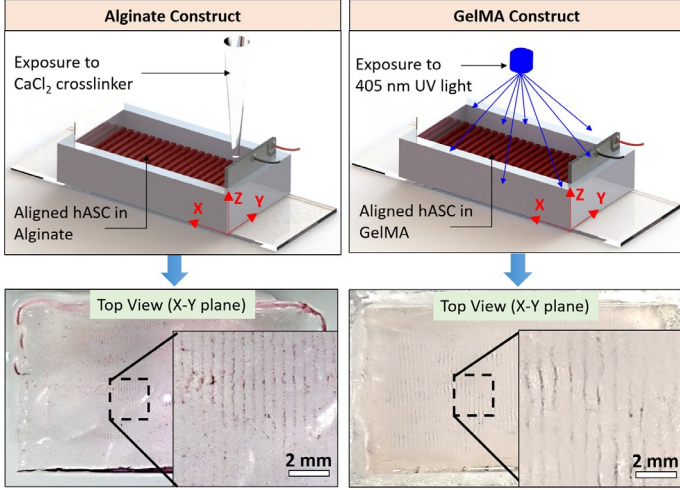 Alginate Construct
Exposure to
CaCl₂ crosslinker
Aligned hASC in
Alginate
X
Z
Y
GelMA Construct
Exposure to
405 nm UV light
Aligned hASC in
GelMA
X
Z
Y
Top View (X-Y plane)
2 mm
Top View (X-Y plane)
2 mm